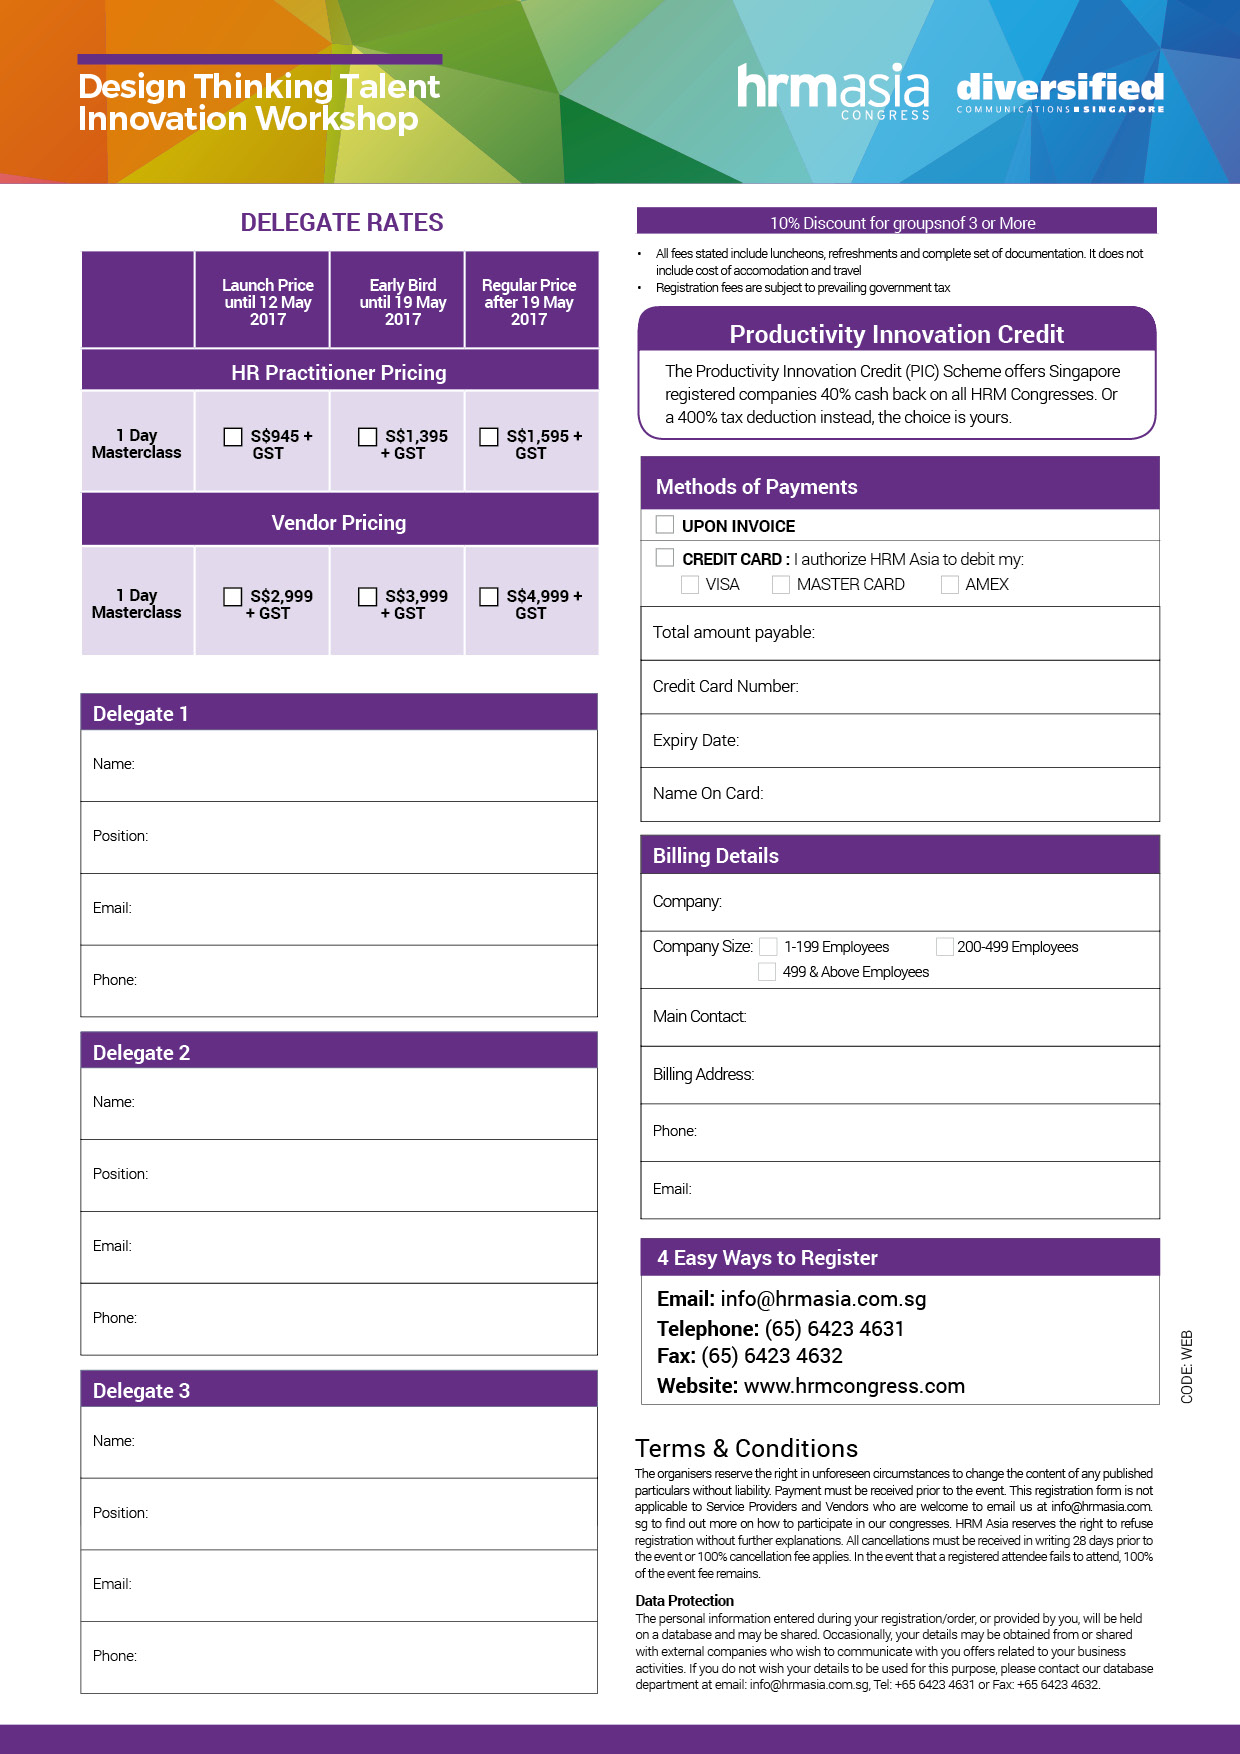 Design Thinking Talent
Innovation Workshop
hrmasia
CONGRESS
diversified
COMMUNICATIONS ■ SINGAPORE
DELEGATE RATES
Launch Price
until 12 May
2017
Early Bird
until 19 May
2017
Regular Price
after 19 May
2017
HR Practitioner Pricing
1 Day
Masterclass
S$945 +
GST
S$1,395
+ GST
S$1,595 +
GST
Vendor Pricing
1 Day
Masterclass
S$2,999
+ GST
S$3,999
+ GST
S$4,999 +
GST
Delegate 1
Name:
Position:
Email:
Phone:
Delegate 2
Name:
Position:
Email:
Phone:
Delegate 3
Name:
Position:
Email:
Phone:
10% Discount for groupsnof 3 or More
• All fees stated include luncheons, refreshments and complete set of documentation. It does not
include cost of accomodation and travel
• Registration fees are subject to prevailing government tax
Productivity Innovation Credit
The Productivity Innovation Credit (PIC) Scheme offers Singapore
registered companies 40% cash back on all HRM Congresses. Or
a 400% tax deduction instead, the choice is yours.
Methods of Payments
UPON INVOICE
CREDIT CARD : I authorize HRM Asia to debit my:
VISA MASTER CARD AMEX
Total amount payable:
Credit Card Number:
Expiry Date:
Name On Card:
Billing Details
Company:
Company Size: 1-199 Employees 200-499 Employees
499 & Above Employees
Main Contact:
Billing Address:
Phone:
Email:
4 Easy Ways to Register
Email: info@hrmasia.com.sg
Telephone: (65) 6423 4631
Fax: (65) 6423 4632
Website: www.hrmcongress.com
CODE: WEB
Terms & Conditions
The organisers reserve the right in unforeseen circumstances to change the content of any published
particulars without liability. Payment must be received prior to the event. This registration form is not
applicable to Service Providers and Vendors who are welcome to email us at info@hrmasia.com.
sg to find out more on how to participate in our congresses. HRM Asia reserves the right to refuse
registration without further explanations. All cancellations must be received in writing 28 days prior to
the event or 100% cancellation fee applies. In the event that a registered attendee fails to attend, 100%
of the event fee remains.
Data Protection
The personal information entered during your registration/order, or provided by you, will be held
on a database and may be shared. Occasionally, your details may be obtained from or shared
with external companies who wish to communicate with you offers related to your business
activities. If you do not wish your details to be used for this purpose, please contact our database
department at email: info@hrmasia.com.sg, Tel: +65 6423 4631 or Fax: +65 6423 4632.